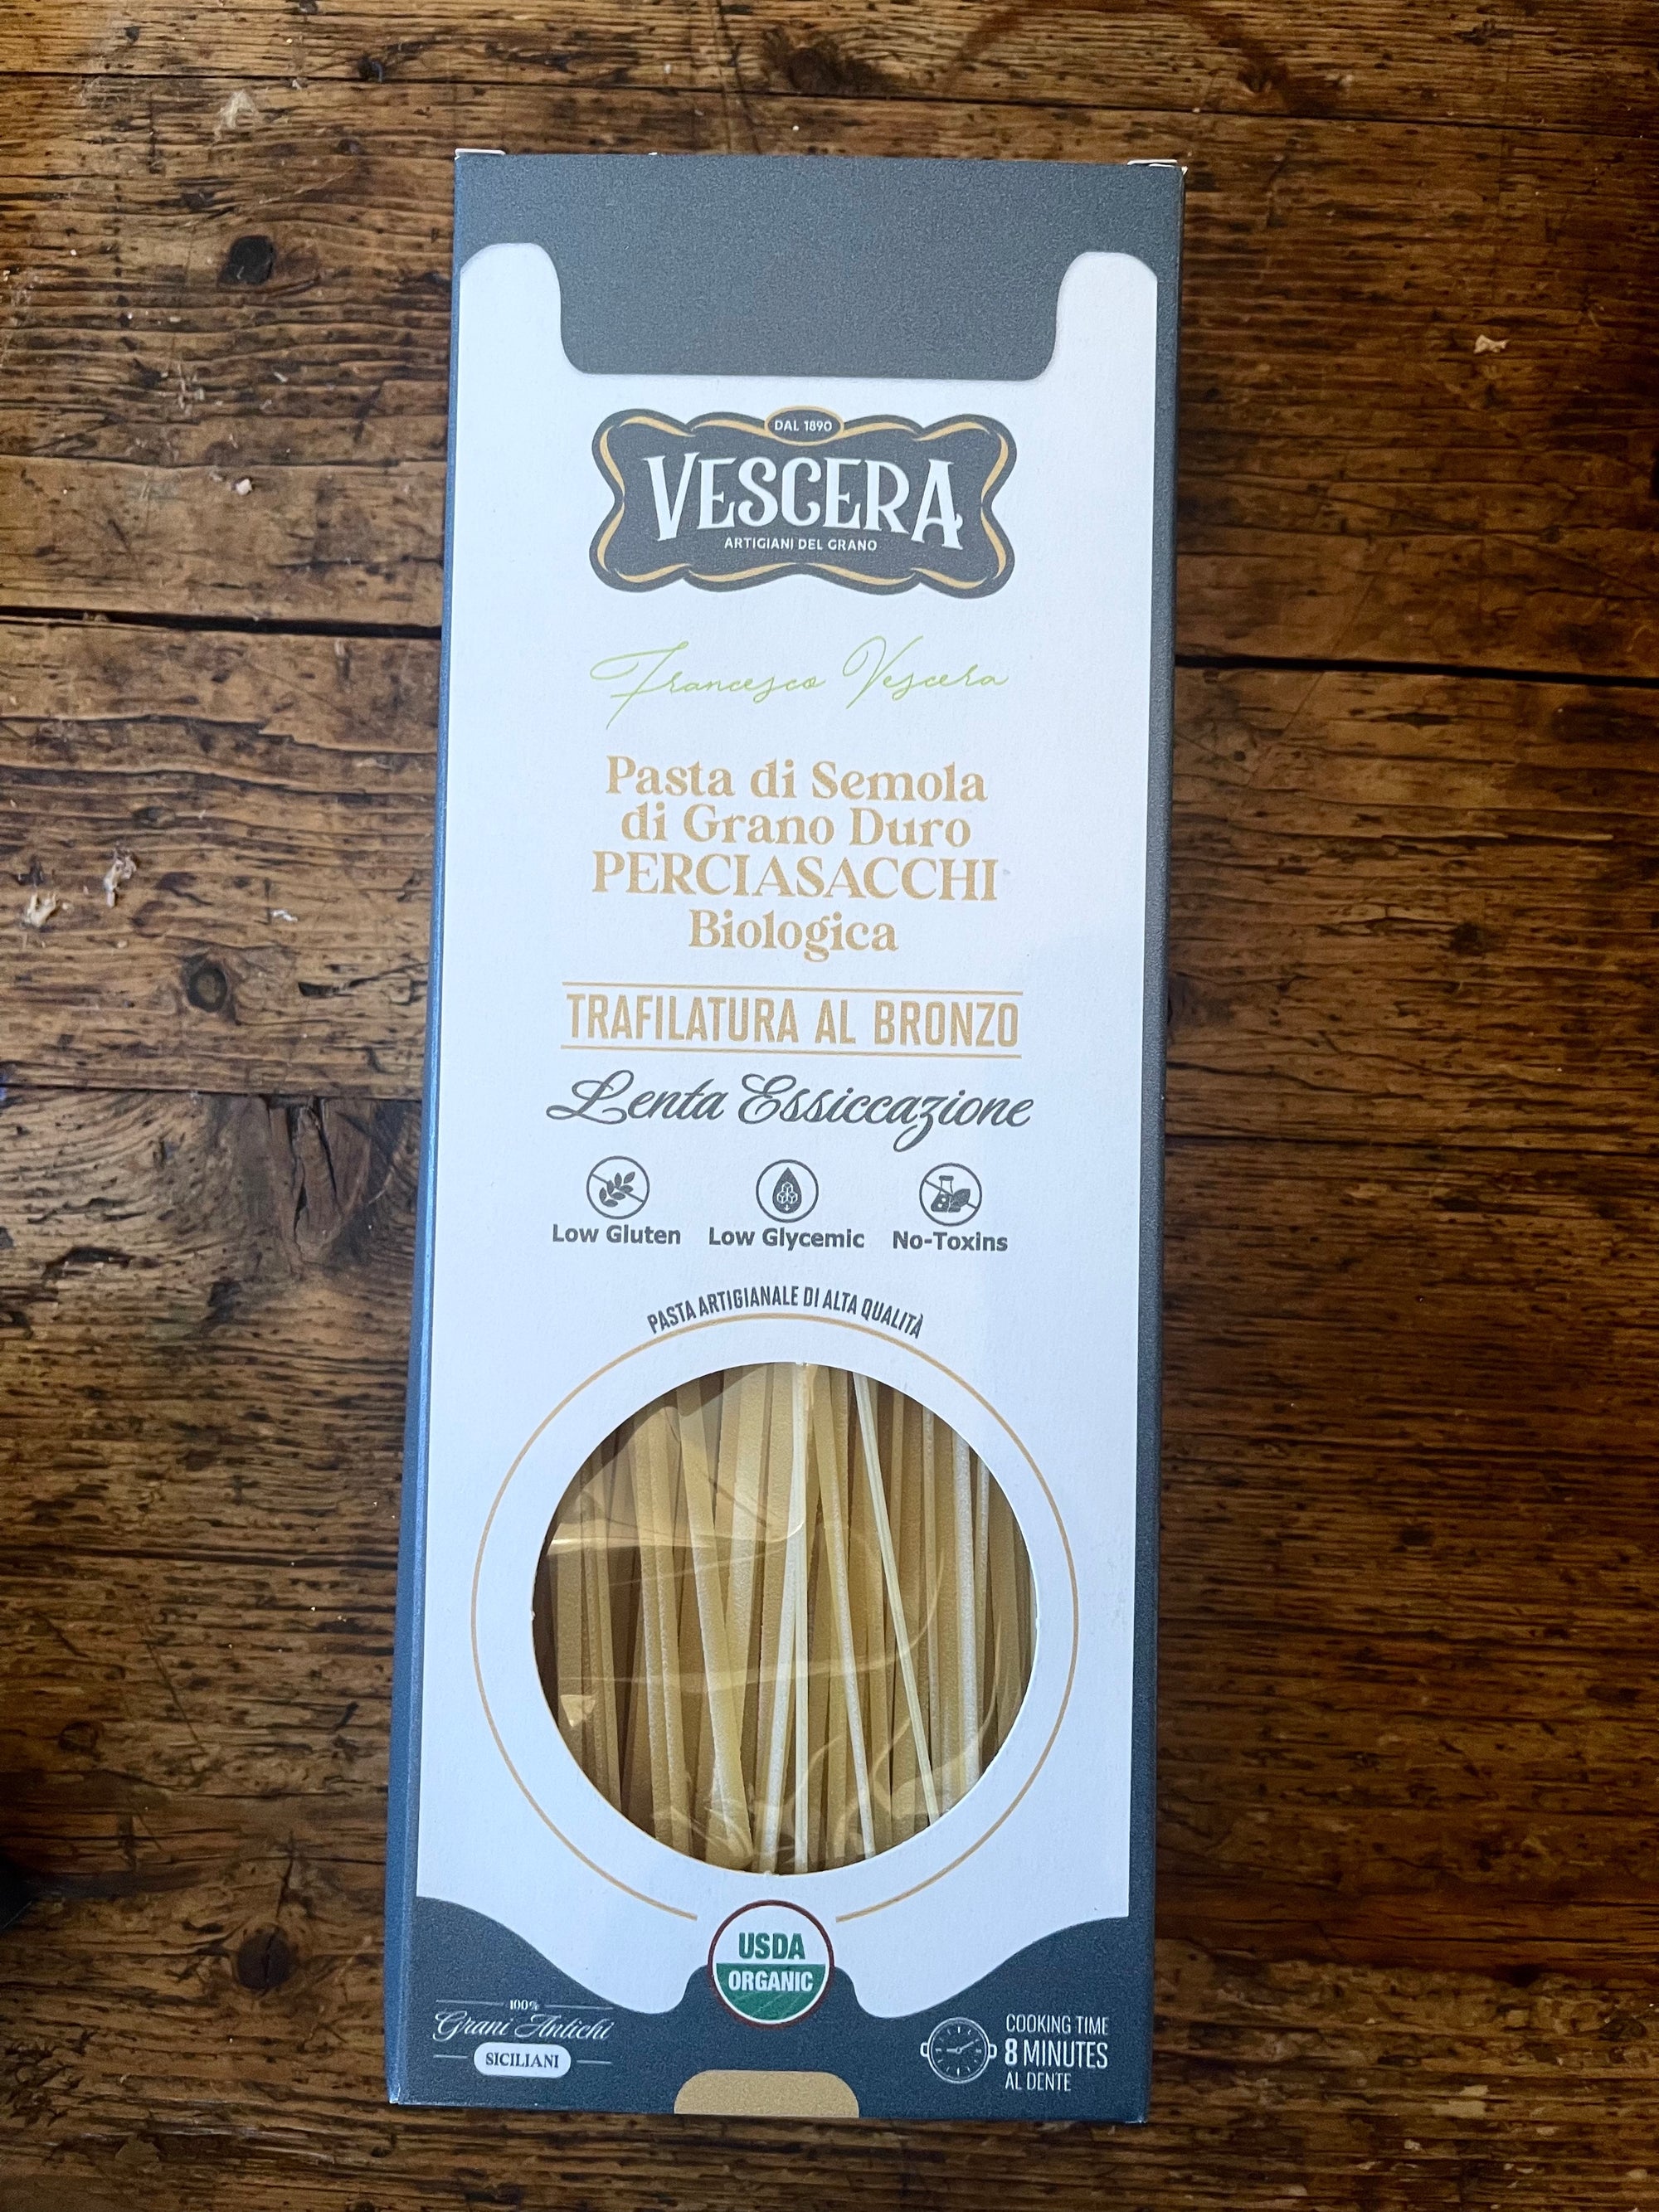 DAL 1890
VESCERA
ARTIGIANI DEL GRANO
Francesco Vescera
Pasta di Semola
di Grano Duro
PERCIASACCHI
Biologica
TRAFILATURA AL BRONZO
Lenta Essiccazione
Low Gluten
Low Glycemic
No-Toxins
PASTA ARTIGIANALE DI ALTA QUALITÀ
USDA
ORGANIC
100%
Grani Antichi
SICILIANI
COOKING TIME
8 MINUTES
AL DENTE